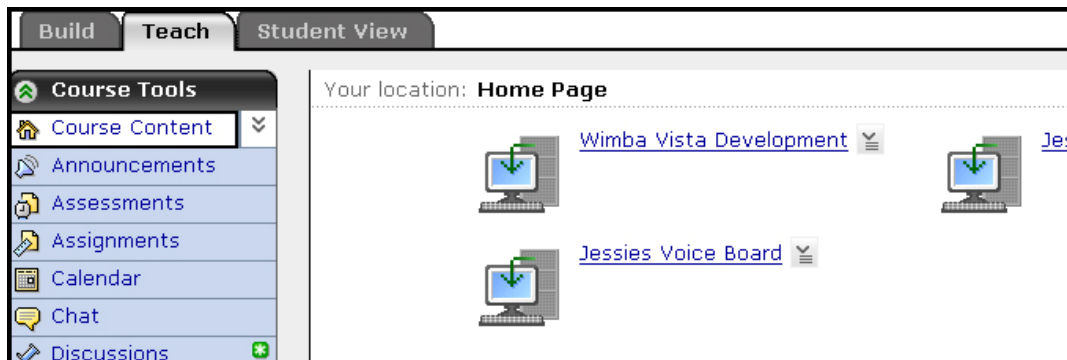 Build Teach Student View
Course Tools
Course Content
Announcements
Assessments
Assignments
Calendar
Chat
Discussions
Your location: Home Page
Wimba Vista Development
Jes
Jessies Voice Board